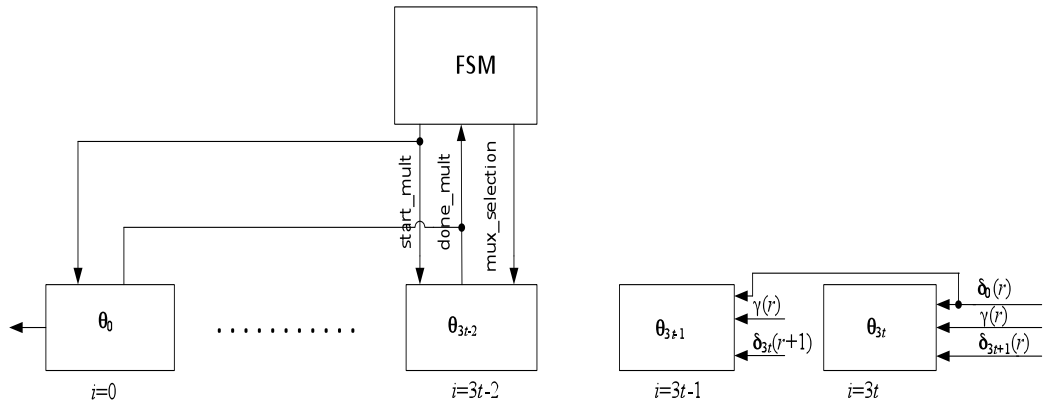 FSM
start_mult
done_mult
mux_selection
θ₀
θ₃ₜ₋₂
θ₃ₜ₋₁
θ₃ₜ
δ₀(r)
γ(r)
γ(r)
δ₃ₜ(r+1)
δ₃ₜ₊₁(r)
i=0
i=3t-2
i=3t-1
i=3t